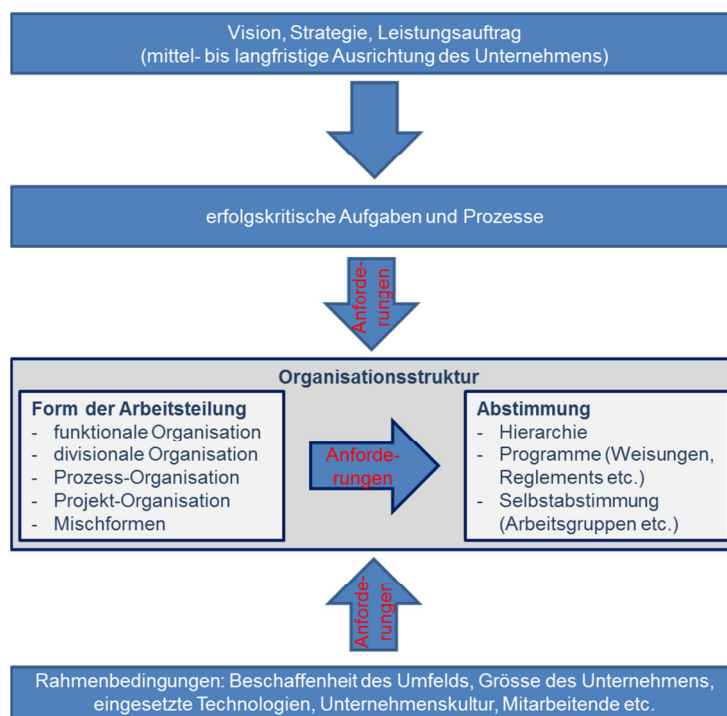 Vision, Strategie, Leistungsauftrag
(mittel- bis langfristige Ausrichtung des Unternehmens)
erfolgskritische Aufgaben und Prozesse
Anforde-
rungen
Organisationsstruktur
Form der Arbeitsteilung
- funktionale Organisation
- divisionale Organisation
- Prozess-Organisation
- Projekt-Organisation
- Mischformen
Anforde-
rungen
Abstimmung
- Hierarchie
- Programme (Weisungen,
Reglements etc.)
- Selbstabstimmung
(Arbeitsgruppen etc.)
Anforde-
rungen
Rahmenbedingungen: Beschaffenheit des Umfelds, Grösse des Unternehmens,
eingesetzte Technologien, Unternehmenskultur, Mitarbeitende etc.